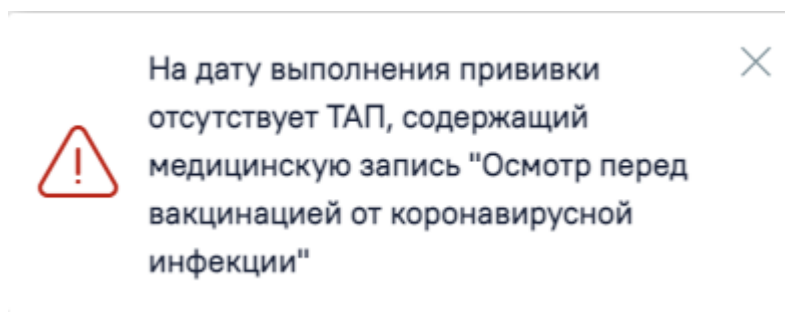 На дату выполнения прививки
отсутствует ТАП, содержащий
медицинскую запись "Осмотр перед
вакцинацией от коронавирусной
инфекции"